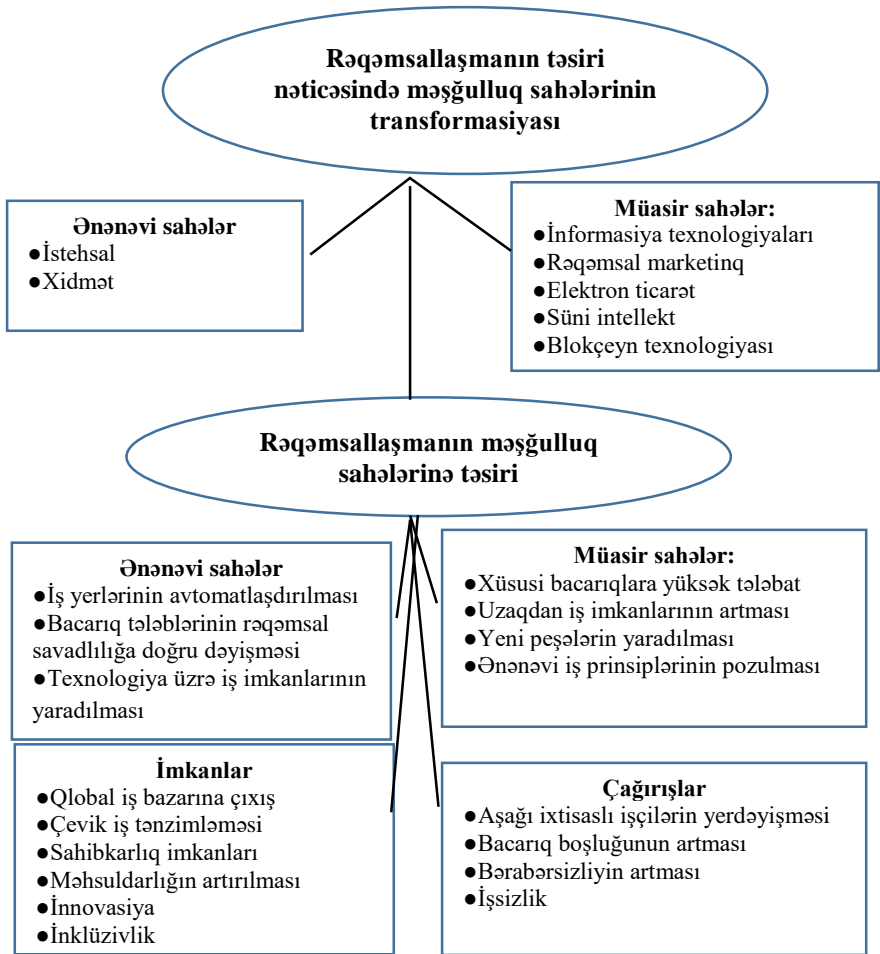 Rəqəmsallaşmanın təsiri
nəticəsində məşğulluq sahələrinin
transformasiyası
Ənənəvi sahələr
●İstehsal
●Xidmət
Müasir sahələr:
●İnformasiya texnologiyaları
●Rəqəmsal marketinq
●Elektron ticarət
●Süni intellekt
●Blokçeyn texnologiyası
Rəqəmsallaşmanın məşğulluq
sahələrinə təsiri
Ənənəvi sahələr
●İş yerlərinin avtomatlaşdırılması
●Bacarıq tələblərinin rəqəmsal
savadlılığa doğru dəyişməsi
●Texnologiya üzrə iş imkanlarının
yaradılması
Müasir sahələr:
●Xüsusi bacarıqlara yüksək tələbat
●Uzaqdan iş imkanlarının artması
●Yeni peşələrin yaradılması
●Ənənəvi iş prinsiplərinin pozulması
İmkanlar
●Qlobal iş bazarına çıxış
●Çevik iş tənzimləməsi
●Sahibkarlıq imkanları
●Məhsuldarlığın artırılması
●İnnovasiya
●İnklüzivlik
Çağırışlar
●Aşağı ixtisaslı işçilərin yerdəyişməsi
●Bacarıq boşluğunun artması
●Bərabərsizliyin artması
●İşsizlik